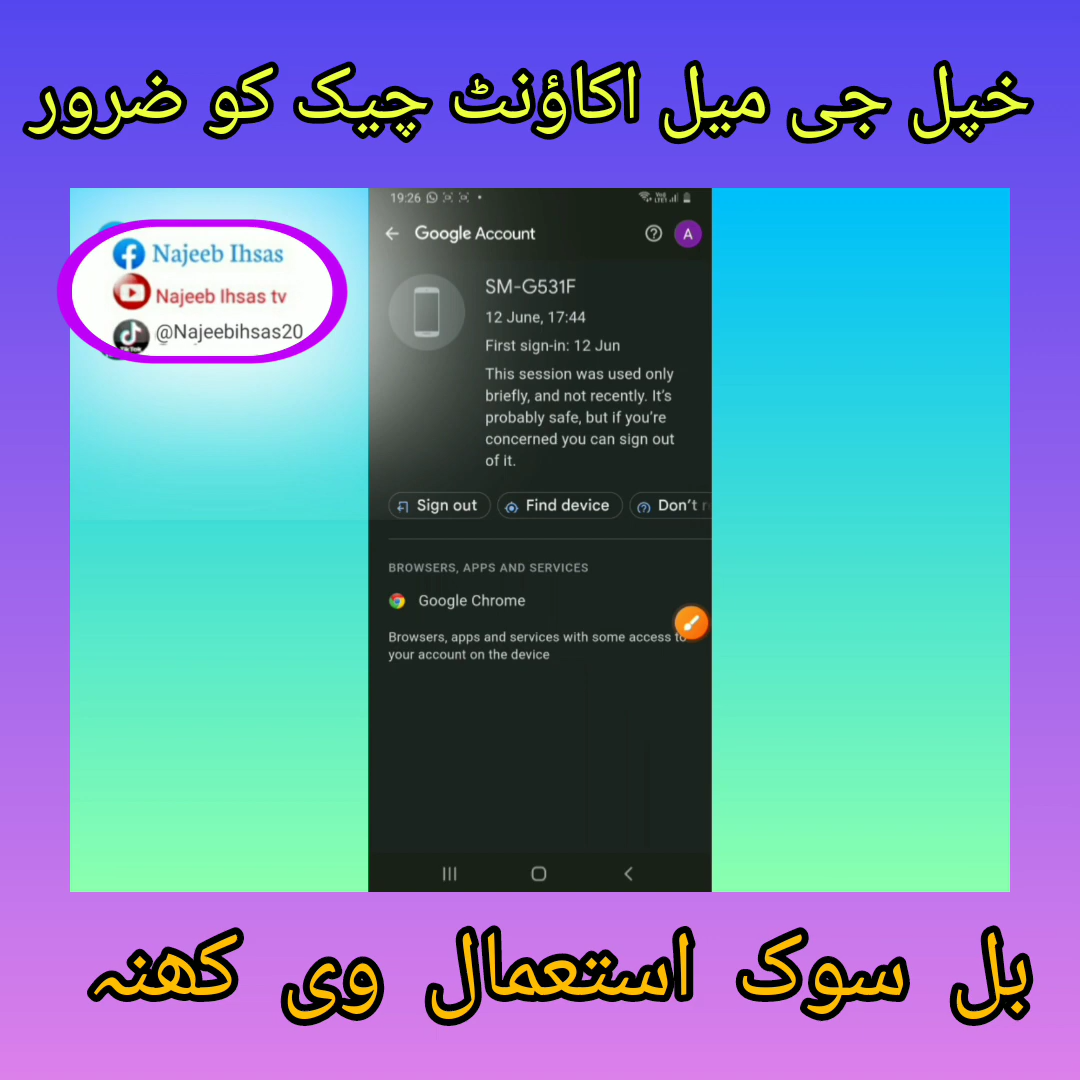 خپل جی میل اکاؤنٹ چیک کو ضرور
Najeeb Ihsas
Najeeb Ihsas tv
@Najeebihsas20
19:26
Google Account
A
SM-G531F
12 June, 17:44
First sign-in: 12 Jun
This session was used only
briefly, and not recently. It's
probably safe, but if you're
concerned you can sign out
of it.
Sign out
Find device
Don't r
BROWSERS, APPS AND SERVICES
Google Chrome
Browsers, apps and services with some access to
your account on the device
بل سوک استعمال وی کھنہ